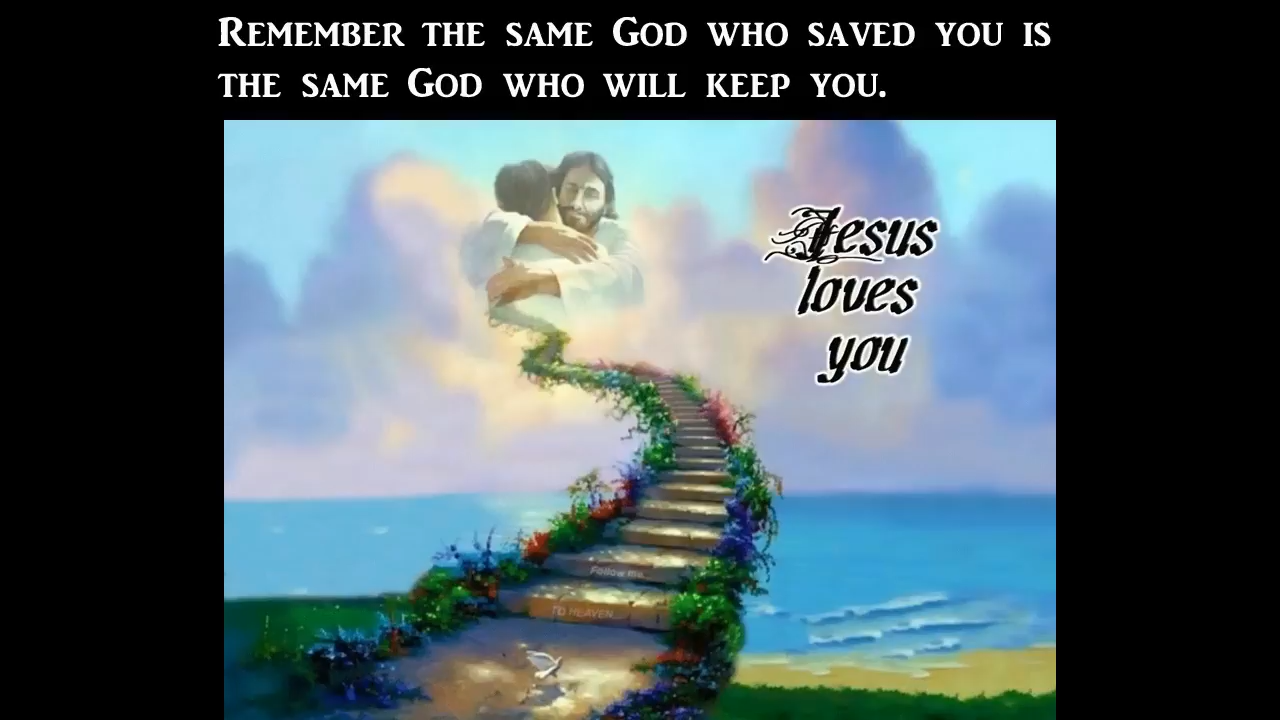 Remember the same God who saved you is
the same God who will keep you.
Jesus
loves
you
Follow me
TO HEAVEN